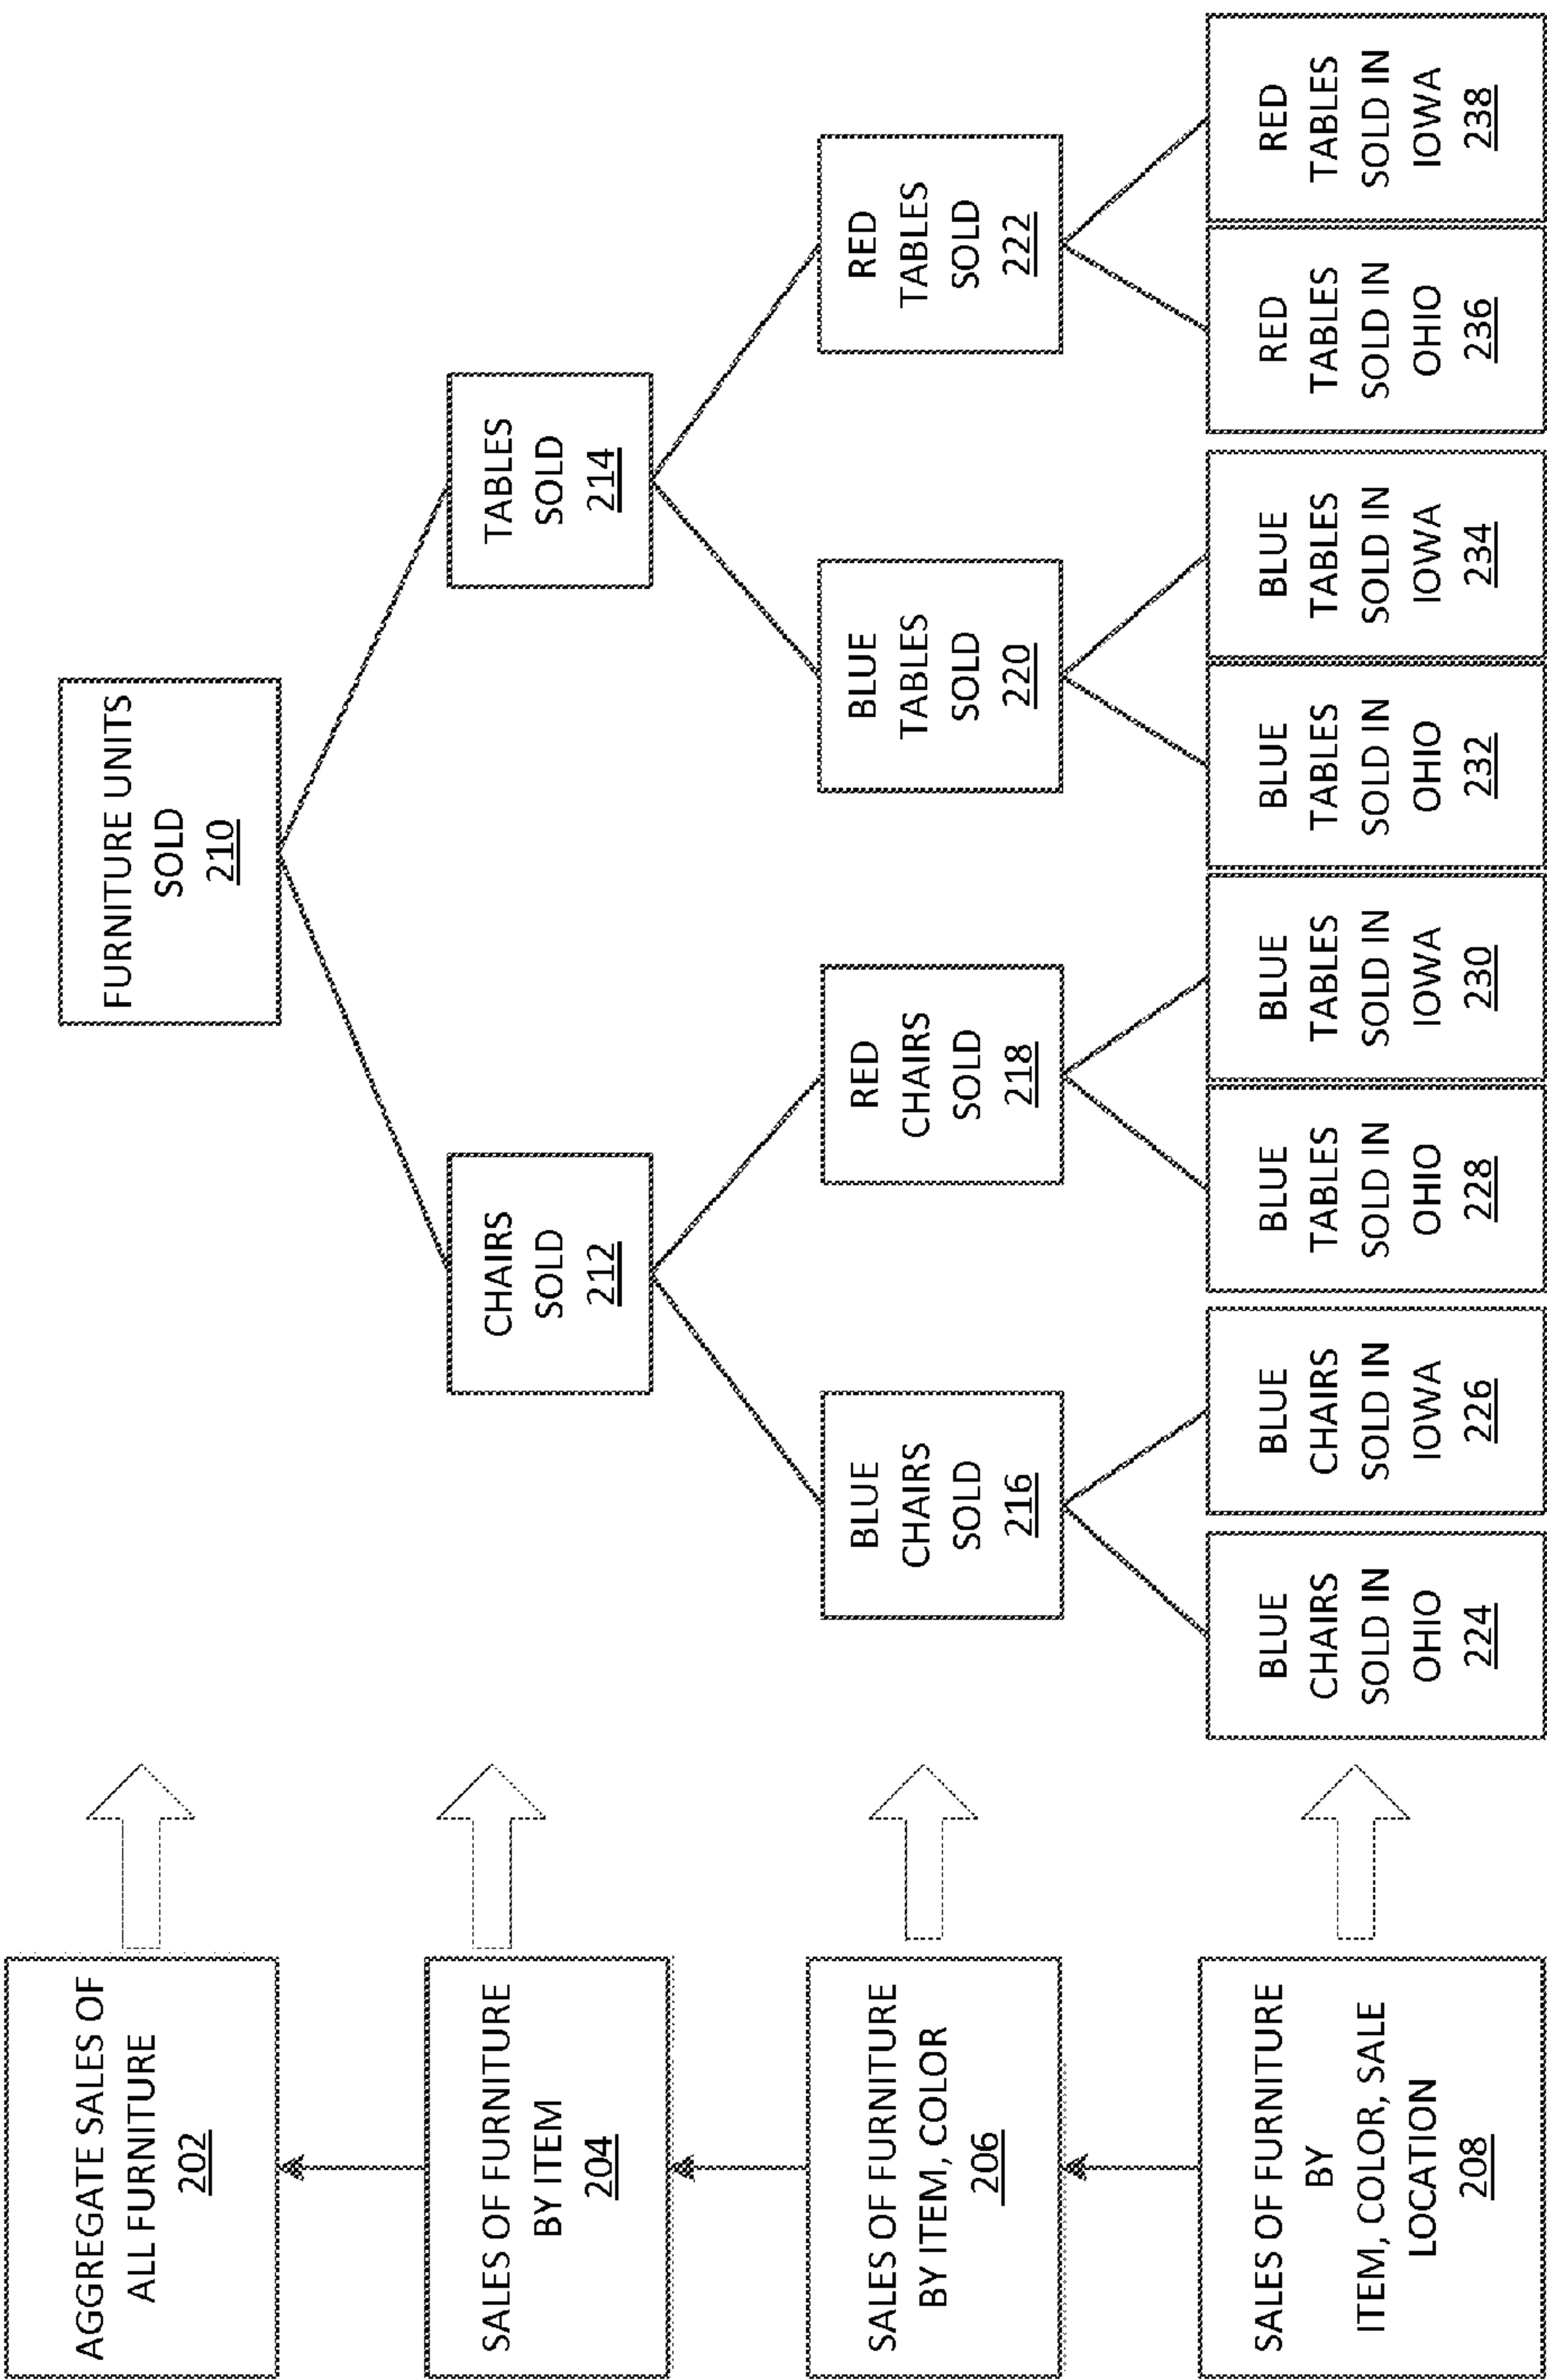 AGGREGATE SALES OF
ALL FURNITURE
202
FURNITURE UNITS
SOLD
210
SALES OF FURNITURE
BY ITEM
204
CHAIRS
SOLD
212
TABLES
SOLD
214
SALES OF FURNITURE
BY ITEM, COLOR
206
BLUE
CHAIRS
SOLD
216
RED
CHAIRS
SOLD
218
BLUE
TABLES
SOLD
220
RED
TABLES
SOLD
222
SALES OF FURNITURE
BY
ITEM, COLOR, SALE
LOCATION
208
BLUE
CHAIRS
SOLD IN
OHIO
224
BLUE
CHAIRS
SOLD IN
IOWA
226
BLUE
TABLES
SOLD IN
OHIO
228
BLUE
TABLES
SOLD IN
IOWA
230
BLUE
TABLES
SOLD IN
OHIO
232
BLUE
TABLES
SOLD IN
IOWA
234
RED
TABLES
SOLD IN
OHIO
236
RED
TABLES
SOLD IN
IOWA
238